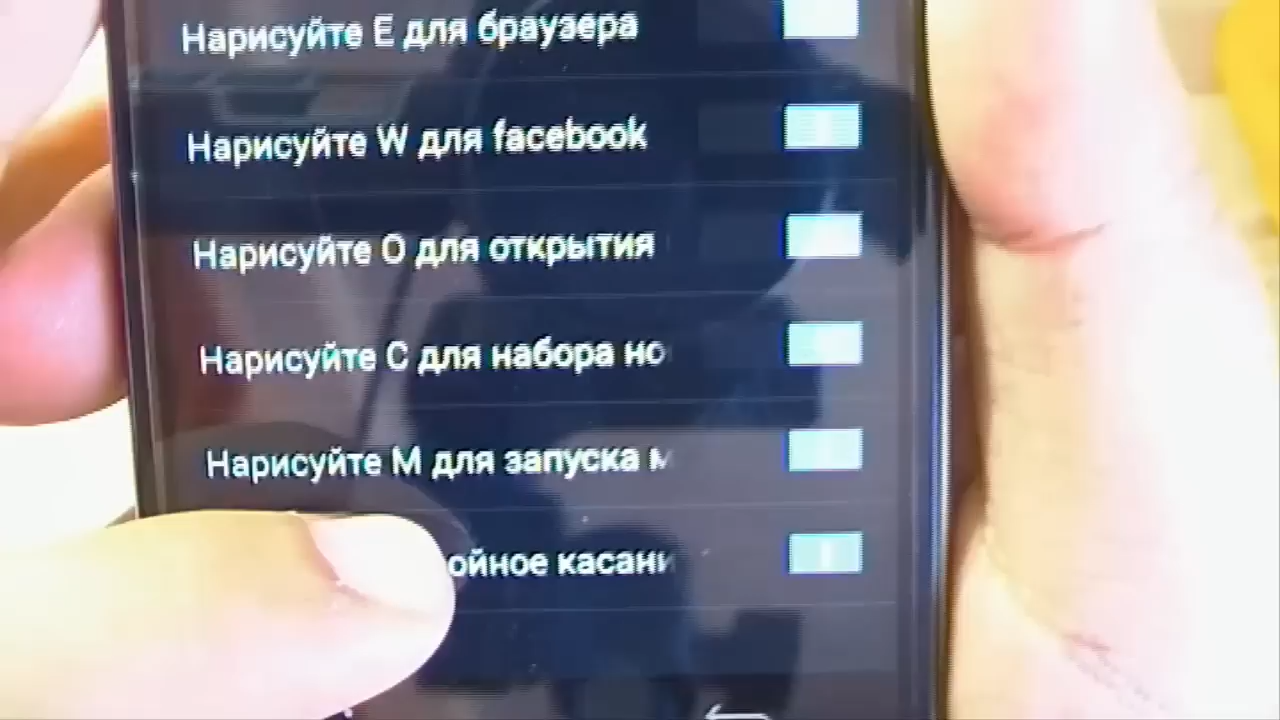 Нарисуйте E для браузера
Нарисуйте W для facebook
Нарисуйте O для открытия
Нарисуйте C для набора но
Нарисуйте M для запуска м
ойное касани